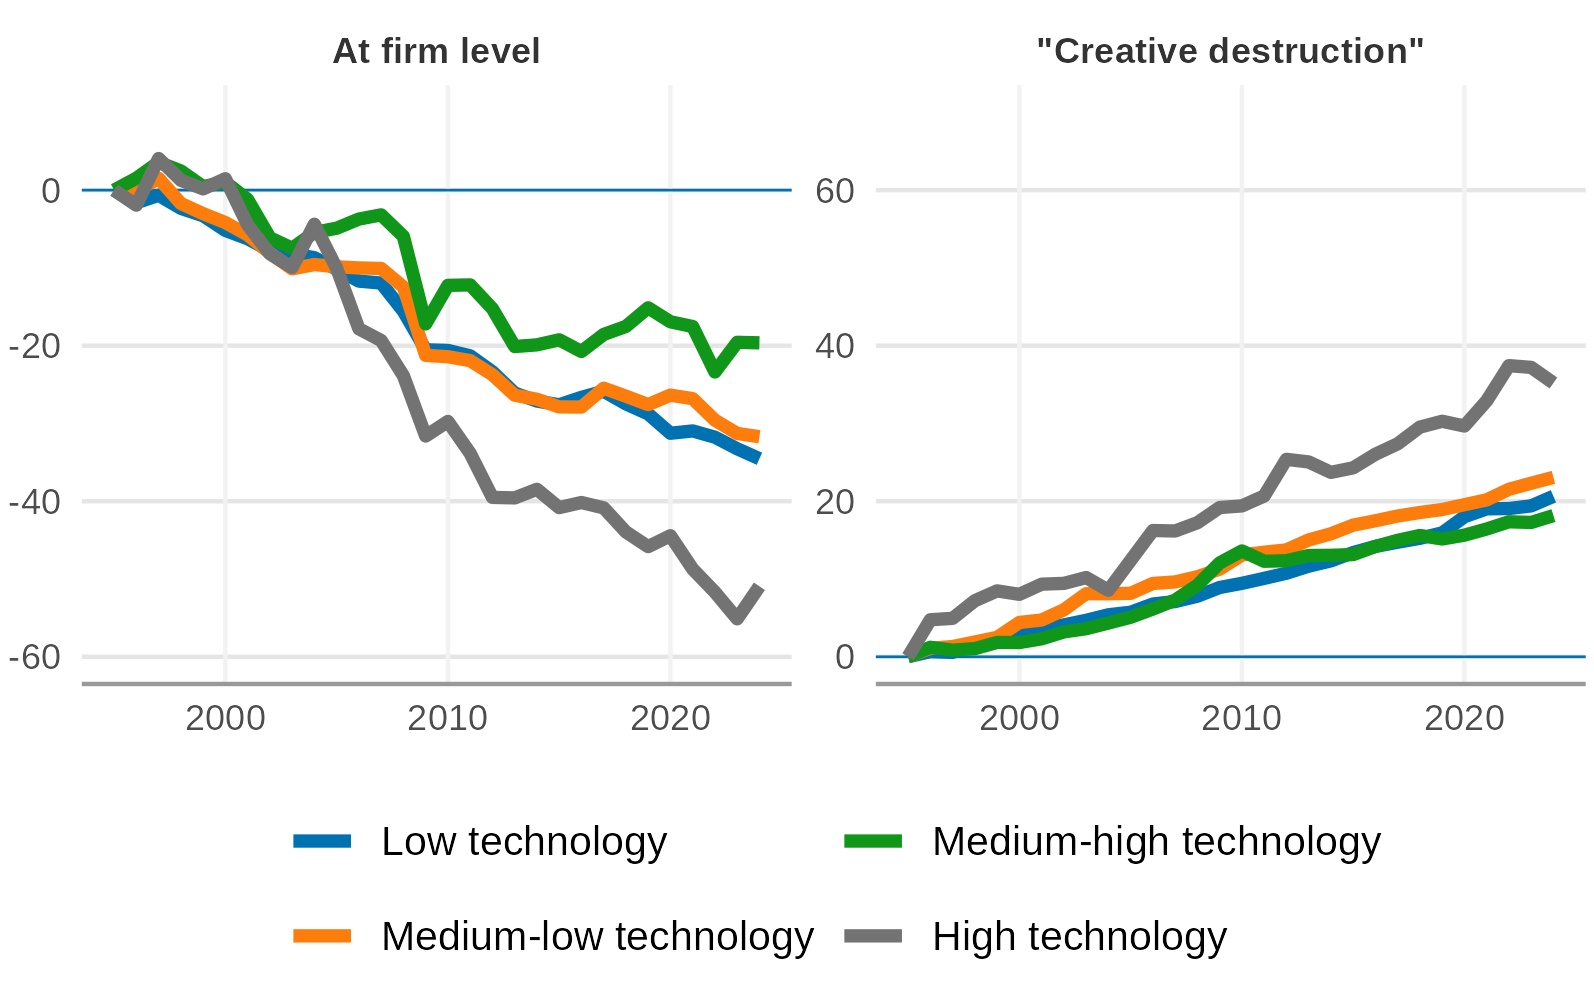 At firm level
"Creative destruction"
0
-20
-40
-60
60
40
20
0
2000 2010 2020
2000 2010 2020
Low technology
Medium-high technology
Medium-low technology
High technology